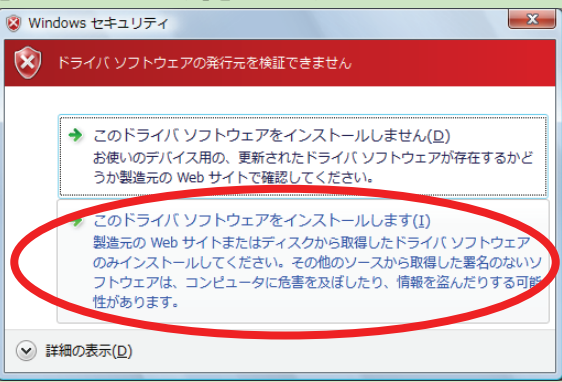 Windows セキュリティ
ドライバ ソフトウェアの発行元を検証できません
このドライバ ソフトウェアをインストールしません(D)
お使いのデバイス用の、更新されたドライバ ソフトウェアが存在するかど
うか製造元の Web サイトで確認してください。
このドライバ ソフトウェアをインストールします(I)
製造元の Web サイトまたはディスクから取得したドライバ ソフトウェア
のみインストールしてください。その他のソースから取得した署名のないソ
フトウェアは、コンピュータに危害を及ぼしたり、情報を盗んだりする可能
性があります。
詳細の表示(D)